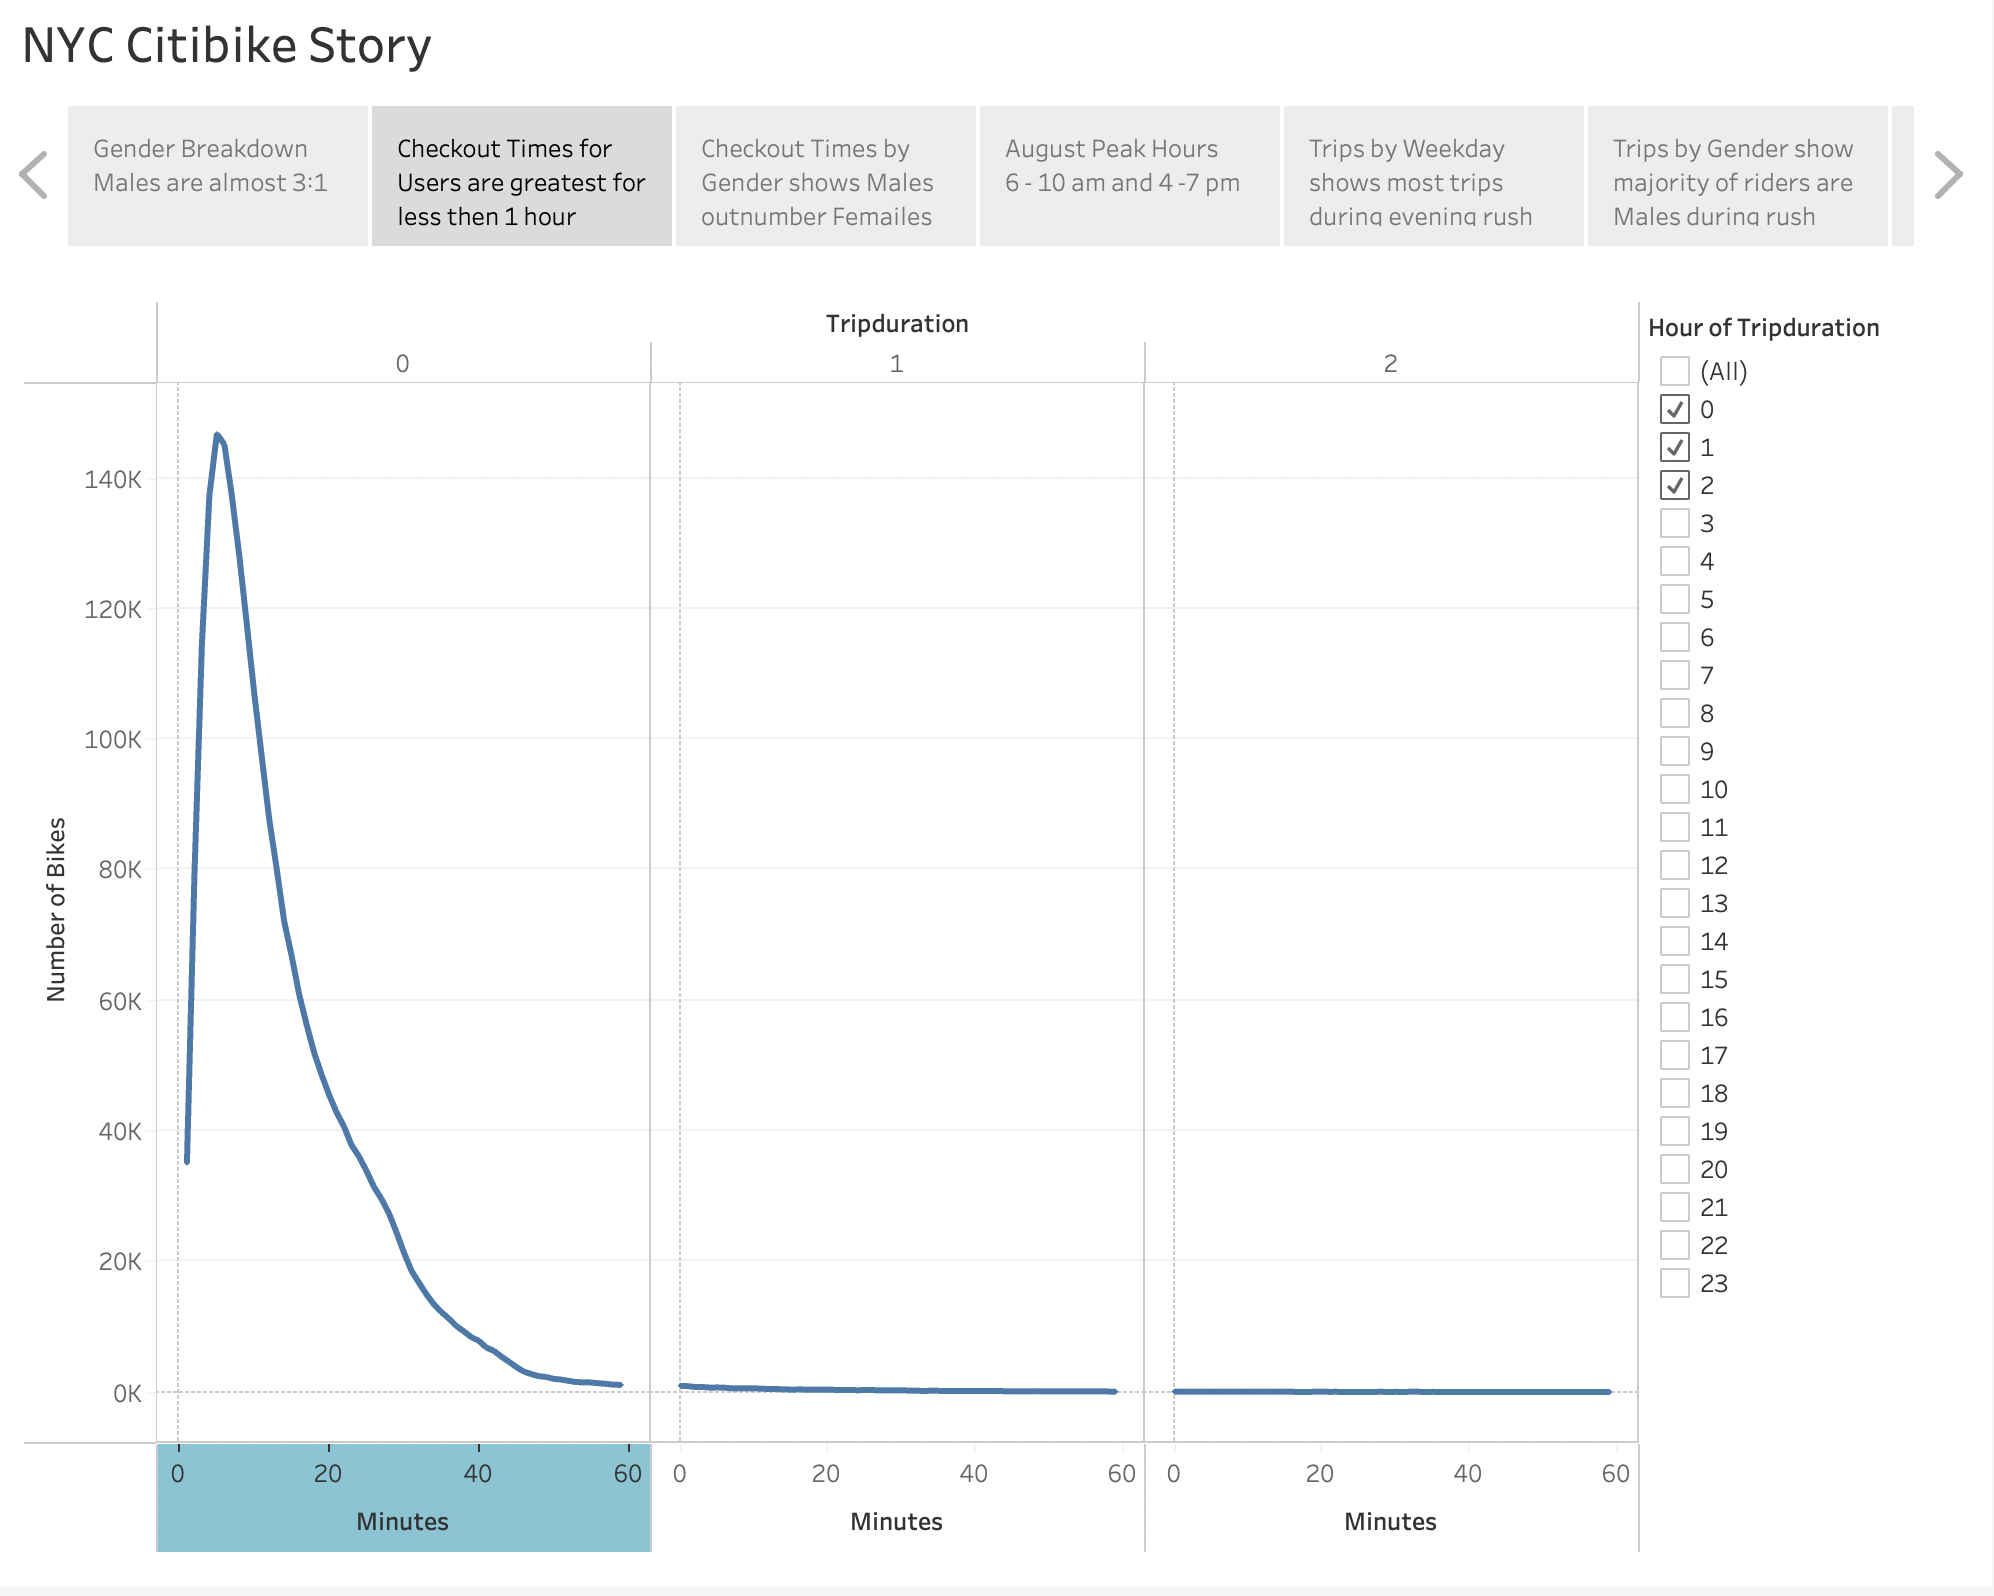 NYC Citibike Story
Gender Breakdown
Males are almost 3:1
Checkout Times for
Users are greatest for
less then 1 hour
Checkout Times by
Gender shows Males
outnumber Femailes
August Peak Hours
6 - 10 am and 4 -7 pm
Trips by Weekday
shows most trips
during evening rush
Trips by Gender show
majority of riders are
Males during rush
Tripduration
0
1
2
Number of Bikes
140K
120K
100K
80K
60K
40K
20K
0K
0 20 40 60
0 20 40 60
0 20 40 60
Minutes
Minutes
Minutes
Hour of Tripduration
(All)
0
1
2
3
4
5
6
7
8
9
10
11
12
13
14
15
16
17
18
19
20
21
22
23